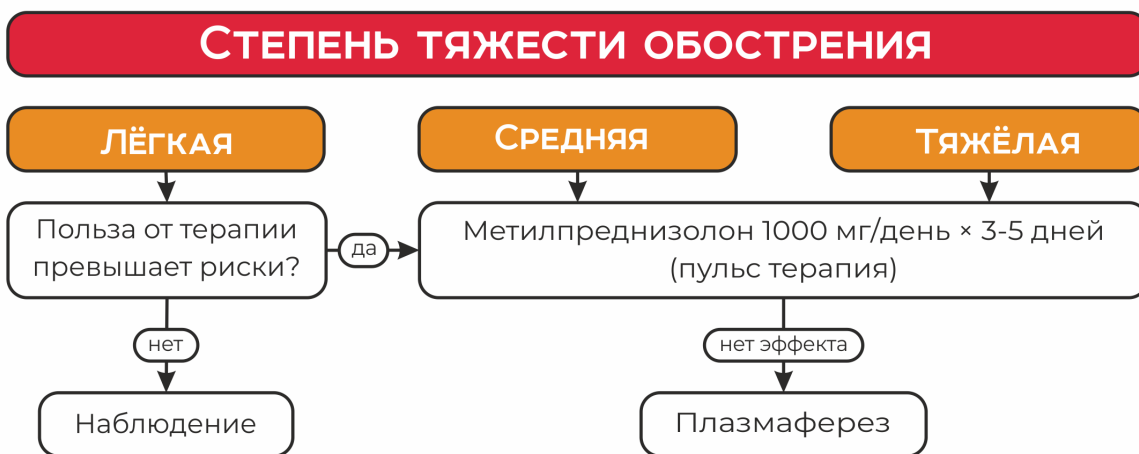 Степень тяжести обострения
Лёгкая
Средняя
Тяжёлая
Польза от терапии
превышает риски?
да
Метилпреднизолон 1000 мг/день × 3-5 дней
(пульс терапия)
нет
нет эффекта
Наблюдение
Плазмаферез